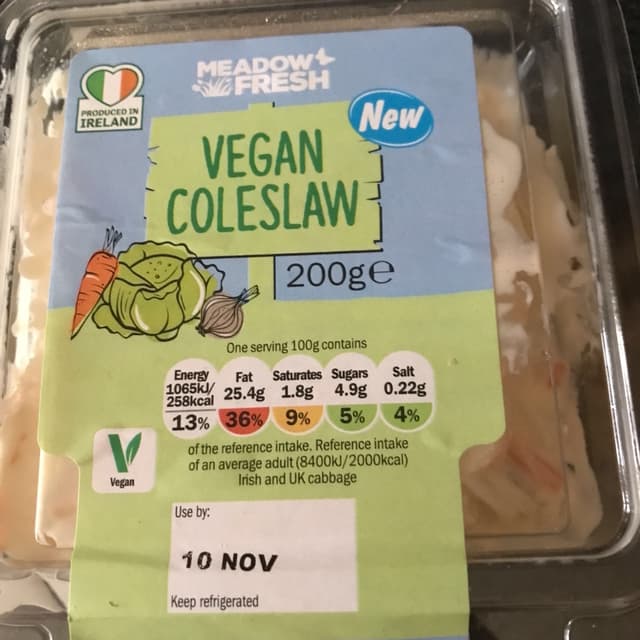 MEADOW
FRESH
PRODUCED IN
IRELAND
New
VEGAN
COLESLAW
200g℮
One serving 100g contains
Energy
1065kJ/
258kcal
13%
Fat
25.4g
36%
Saturates
1.8g
9%
Sugars
4.9g
5%
Salt
0.22g
4%
of the reference intake. Reference intake
of an average adult (8400kJ/2000kcal)
Irish and UK cabbage
Vegan
Use by:
10 NOV
Keep refrigerated